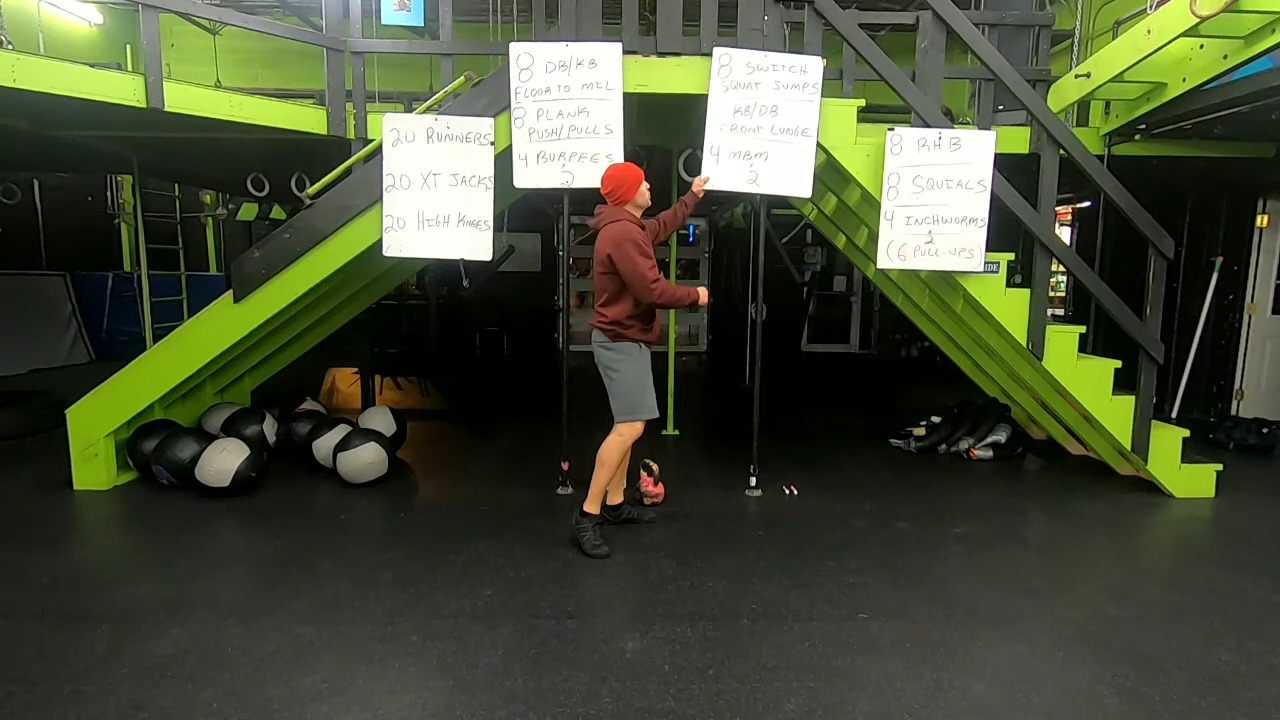 20 RUNNERS
20 XT JACKS
20 HIGH KNEES
8 DB/KB
FLOOR TO MIL
8 PLANK
PUSH/PULLS
4 BURPEES
2
8 SWITCH
SQUAT JUMPS
KB/DB
FRONT LUNGE
4 MBM
2
8 RHB
8 SQUIALS
4 INCHWORMS
2
(6 PULL-UPS)